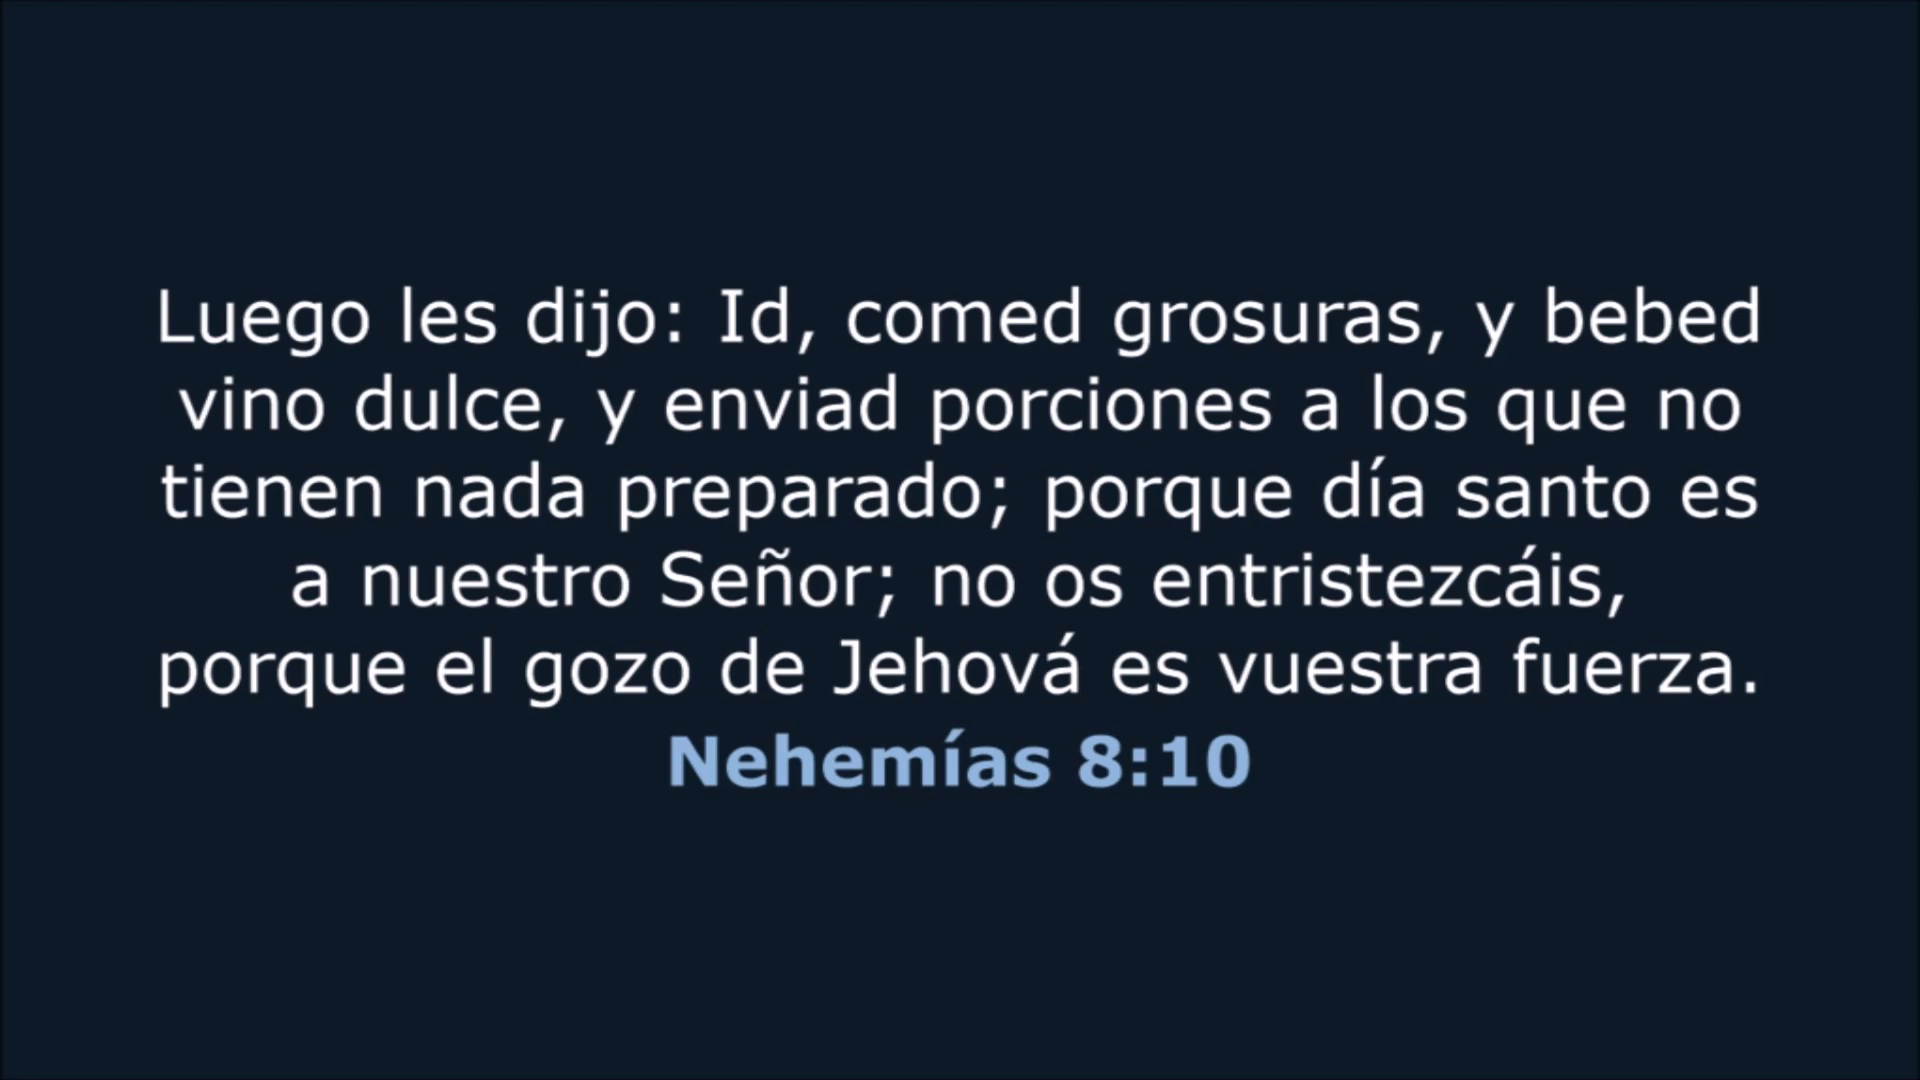 Luego les dijo: Id, comed grosuras, y bebed
vino dulce, y enviad porciones a los que no
tienen nada preparado; porque día santo es
a nuestro Señor; no os entristezcáis,
porque el gozo de Jehová es vuestra fuerza.
Nehemías 8:10